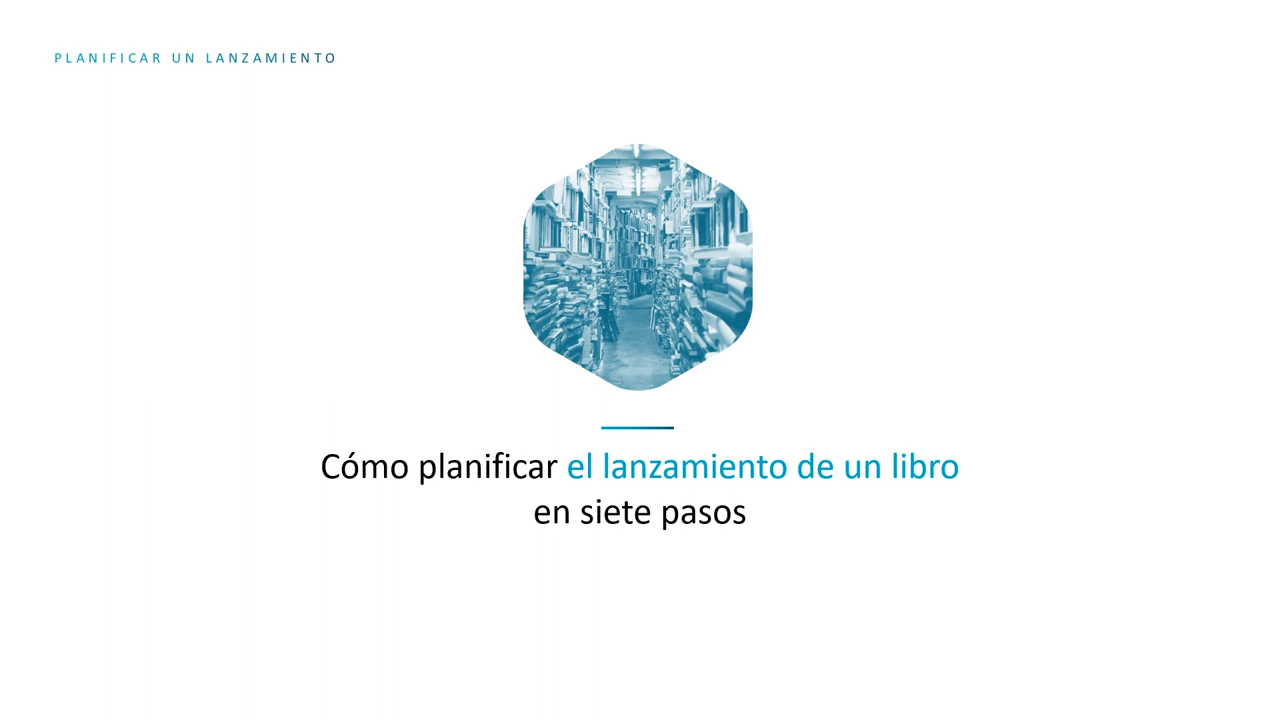 PLANIFICAR UN LANZAMIENTO
Cómo planificar el lanzamiento de un libro
en siete pasos